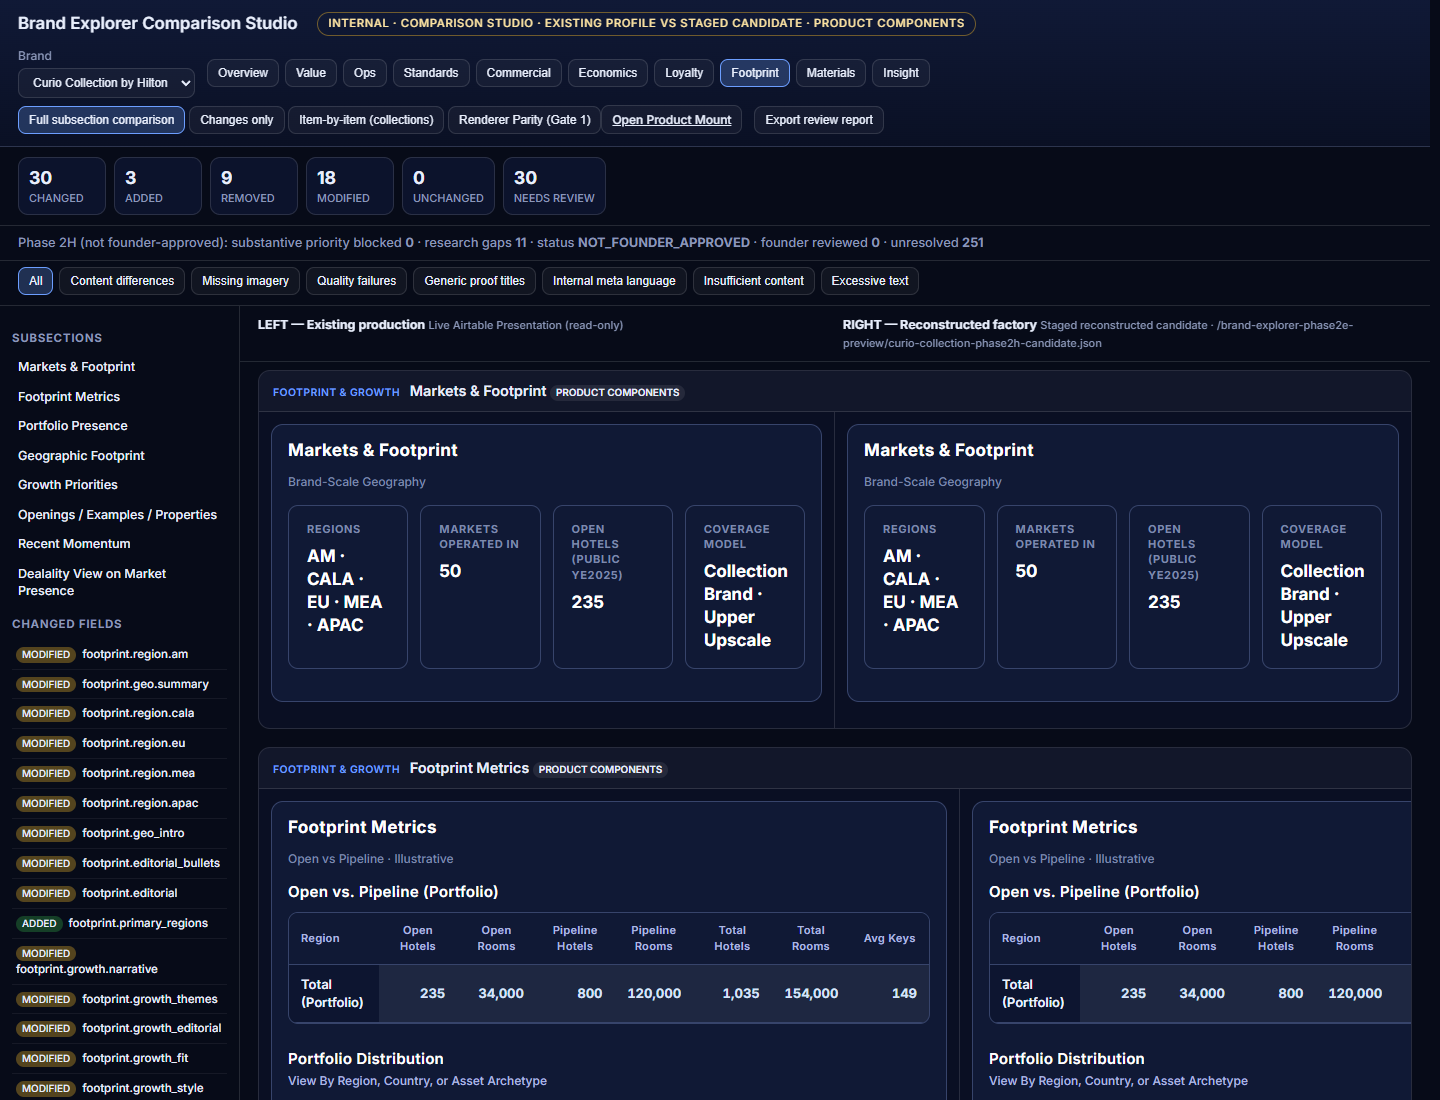 Brand Explorer Comparison Studio
INTERNAL · COMPARISON STUDIO · EXISTING PROFILE VS STAGED CANDIDATE · PRODUCT COMPONENTS
Brand
Curio Collection by Hilton
Overview
Value
Ops
Standards
Commercial
Economics
Loyalty
Footprint
Materials
Insight
Full subsection comparison
Changes only
Item-by-item (collections)
Renderer Parity (Gate 1)
Open Product Mount
Export review report
30
CHANGED
3
ADDED
9
REMOVED
18
MODIFIED
0
UNCHANGED
30
NEEDS REVIEW
Phase 2H (not founder-approved): substantive priority blocked 0 · research gaps 11 · status NOT_FOUNDER_APPROVED · founder reviewed 0 · unresolved 251
All
Content differences
Missing imagery
Quality failures
Generic proof titles
Internal meta language
Insufficient content
Excessive text
SUBSECTIONS
Markets & Footprint
Footprint Metrics
Portfolio Presence
Geographic Footprint
Growth Priorities
Openings / Examples / Properties
Recent Momentum
Deality View on Market
Presence
CHANGED FIELDS
MODIFIED footprint.region.am
MODIFIED footprint.geo.summary
MODIFIED footprint.region.cala
MODIFIED footprint.region.eu
MODIFIED footprint.region.mea
MODIFIED footprint.region.apac
MODIFIED footprint.geo_intro
MODIFIED footprint.editorial_bullets
MODIFIED footprint.editorial
ADDED footprint.primary_regions
MODIFIED
footprint.growth.narrative
MODIFIED footprint.growth_themes
MODIFIED footprint.growth_editorial
MODIFIED footprint.growth_fit
MODIFIED footprint.growth_style
LEFT — Existing production Live Airtable Presentation (read-only)
RIGHT — Reconstructed factory Staged reconstructed candidate · /brand-explorer-phase2e-
preview/curio-collection-phase2h-candidate.json
FOOTPRINT & GROWTH Markets & Footprint PRODUCT COMPONENTS
Markets & Footprint
Brand-Scale Geography
REGIONS
AM ·
CALA ·
EU · MEA
· APAC
MARKETS
OPERATED IN
50
OPEN
HOTELS
(PUBLIC
YE2025)
235
COVERAGE
MODEL
Collection
Brand ·
Upper
Upscale
Markets & Footprint
Brand-Scale Geography
REGIONS
AM ·
CALA ·
EU · MEA
· APAC
MARKETS
OPERATED IN
50
OPEN
HOTELS
(PUBLIC
YE2025)
235
COVERAGE
MODEL
Collection
Brand ·
Upper
Upscale
FOOTPRINT & GROWTH Footprint Metrics PRODUCT COMPONENTS
Footprint Metrics
Open vs Pipeline · Illustrative
Open vs. Pipeline (Portfolio)
Region
Open
Hotels
Open
Rooms
Pipeline
Hotels
Pipeline
Rooms
Total
Hotels
Total
Rooms
Avg Keys
Total
(Portfolio)
235
34,000
800
120,000
1,035
154,000
149
Portfolio Distribution
View By Region, Country, or Asset Archetype
Footprint Metrics
Open vs Pipeline · Illustrative
Open vs. Pipeline (Portfolio)
Region
Open
Hotels
Open
Rooms
Pipeline
Hotels
Pipeline
Rooms
Total
(Portfolio)
235
34,000
800
120,000
Portfolio Distribution
View By Region, Country, or Asset Archetype